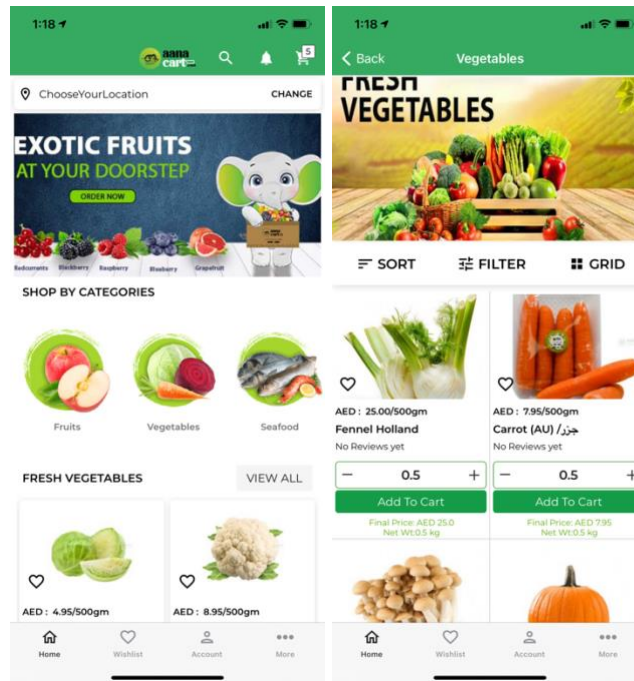 1:18
aana
cart
5
ChooseYourLocation
CHANGE
EXOTIC FRUITS
AT YOUR DOORSTEP
ORDER NOW
Redcurrants Blackberry Raspberry Blueberry Grapefruit
SHOP BY CATEGORIES
Fruits
Vegetables
Seafood
FRESH VEGETABLES
VIEW ALL
AED : 4.95/500gm
AED : 8.95/500gm
Home
Wishlist
Account
More
1:18
Back
Vegetables
FRESH
VEGETABLES
SORT
FILTER
GRID
AED : 25.00/500gm
Fennel Holland
No Reviews yet
− 0.5 +
Add To Cart
Final Price: AED 25.0
Net Wt:0.5 kg
AED : 7.95/500gm
Carrot (AU) /جزر
No Reviews yet
− 0.5 +
Add To Cart
Final Price: AED 7.95
Net Wt:0.5 kg
Home
Wishlist
Account
More